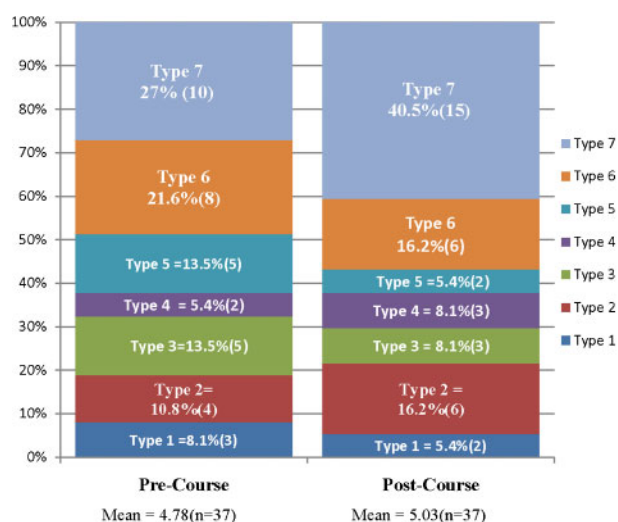 100%
90%
80%
70%
60%
50%
40%
30%
20%
10%
0%
Type 7
27% (10)
Type 6
21.6%(8)
Type 5 =13.5%(5)
Type 4 = 5.4%(2)
Type 3=13.5%(5)
Type 2=
10.8%(4)
Type 1 =8.1%(3)
Type 7
40.5%(15)
Type 6
16.2%(6)
Type 5 =5.4%(2)
Type 4 = 8.1%(3)
Type 3 = 8.1%(3)
Type 2 =
16.2%(6)
Type 1 = 5.4%(2)
Type 7
Type 6
Type 5
Type 4
Type 3
Type 2
Type 1
Pre-Course
Mean = 4.78(n=37)
Post-Course
Mean = 5.03(n=37)